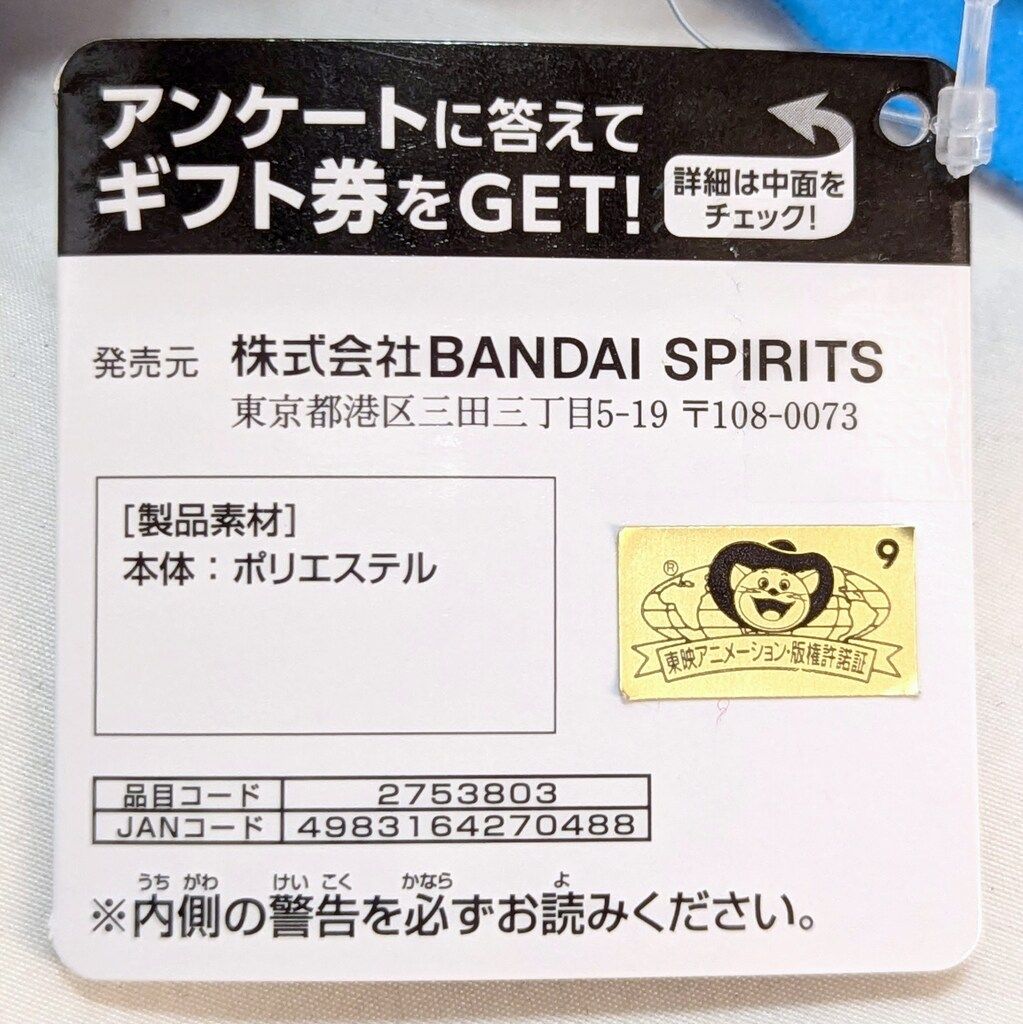 アンケートに答えて
ギフト券をGET!
詳細は中面を
チェック!
発売元 株式会社BANDAI SPIRITS
東京都港区三田三丁目5-19 〒108-0073
[製品素材]
本体：ポリエステル
9
®
東映アニメーション・版権許諾証
品目コード 2753803
JANコード 4983164270488
うち がわ けい こく かなら よ
※内側の警告を必ずお読みください。